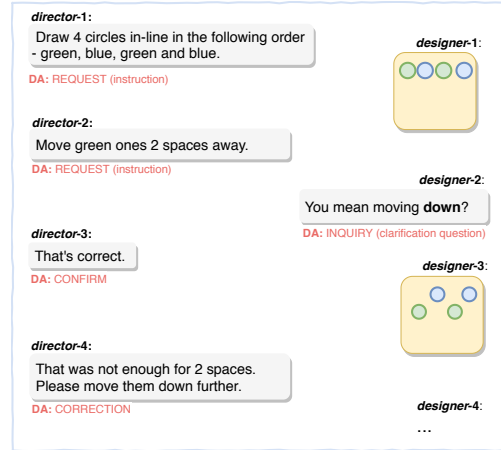 director-1:
Draw 4 circles in-line in the following order
- green, blue, green and blue.
DA: REQUEST (instruction)
designer-1:
director-2:
Move green ones 2 spaces away.
DA: REQUEST (instruction)
designer-2:
You mean moving down?
DA: INQUIRY (clarification question)
director-3:
That's correct.
DA: CONFIRM
designer-3:
director-4:
That was not enough for 2 spaces.
Please move them down further.
DA: CORRECTION
designer-4:
...